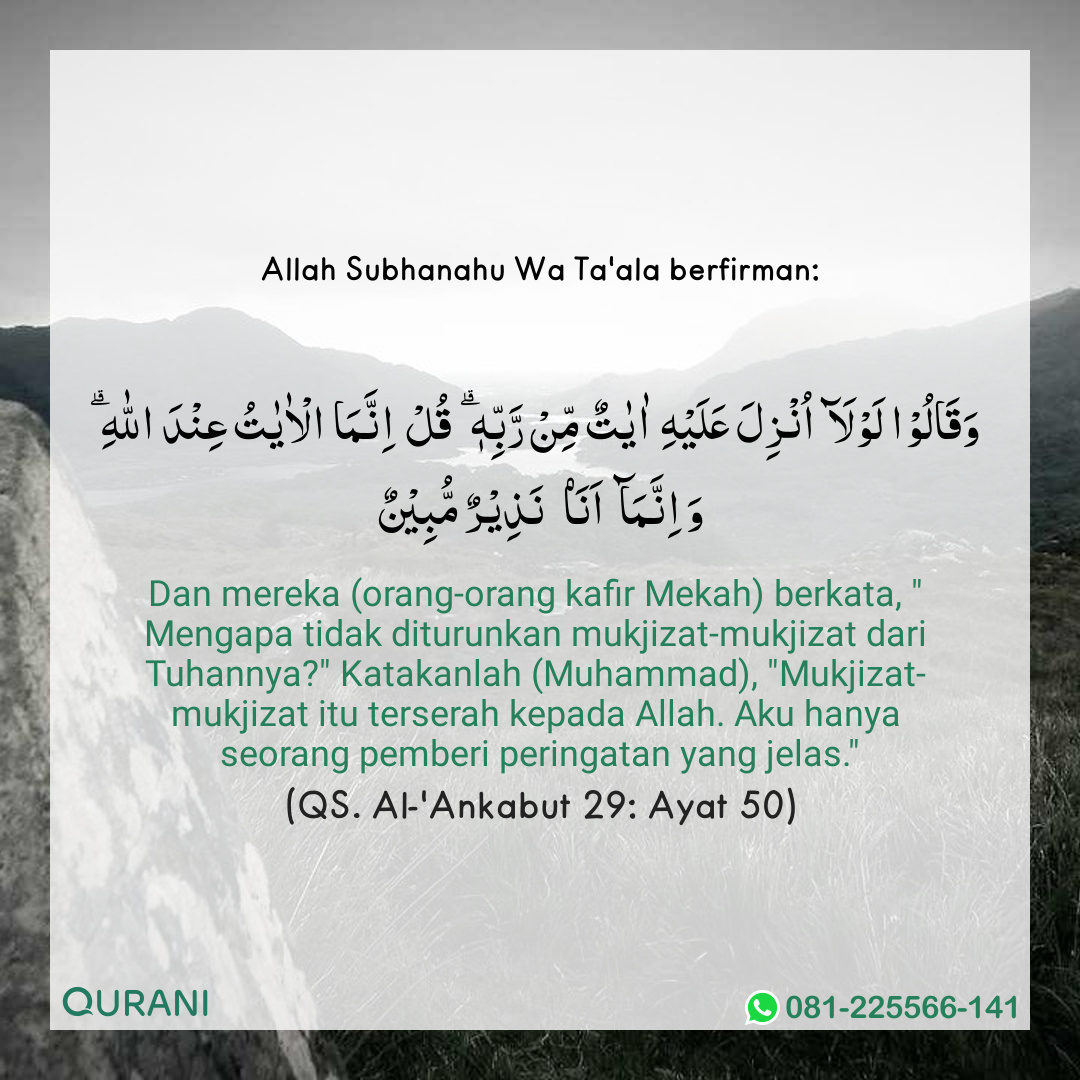 Allah Subhanahu Wa Ta'ala berfirman:
وَقَالُوْا لَوْلَاۤ اُنْزِلَ عَلَيْهِ اٰيٰتٌ مِّنْ رَّبِّهٖ ۗ قُلْ اِنَّمَا الْاٰيٰتُ عِنْدَ اللّٰهِ ۗ
وَاِنَّمَاۤ اَنَاۡ نَذِيْرٌ مُّبِيْنٌ
Dan mereka (orang-orang kafir Mekah) berkata, "
Mengapa tidak diturunkan mukjizat-mukjizat dari
Tuhannya?" Katakanlah (Muhammad), "Mukjizat-
mukjizat itu terserah kepada Allah. Aku hanya
seorang pemberi peringatan yang jelas."
(QS. Al-'Ankabut 29: Ayat 50)
QURANI
081-225566-141